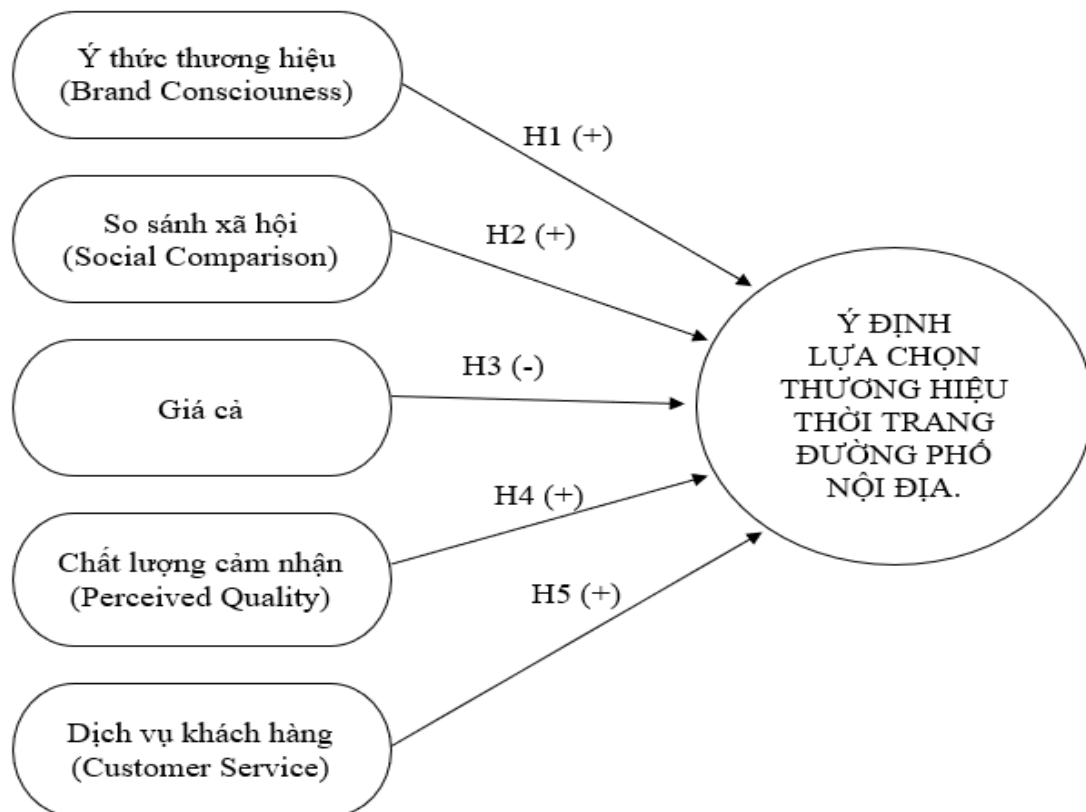 Ý thức thương hiệu
(Brand Consciouness)
H1 (+)
So sánh xã hội
(Social Comparison)
H2 (+)
Giá cả
H3 (-)
Chất lượng cảm nhận
(Perceived Quality)
H4 (+)
Dịch vụ khách hàng
(Customer Service)
H5 (+)
Ý ĐỊNH
LỰA CHỌN
THƯƠNG HIỆU
THỜI TRANG
ĐƯỜNG PHỐ
NỘI ĐỊA.